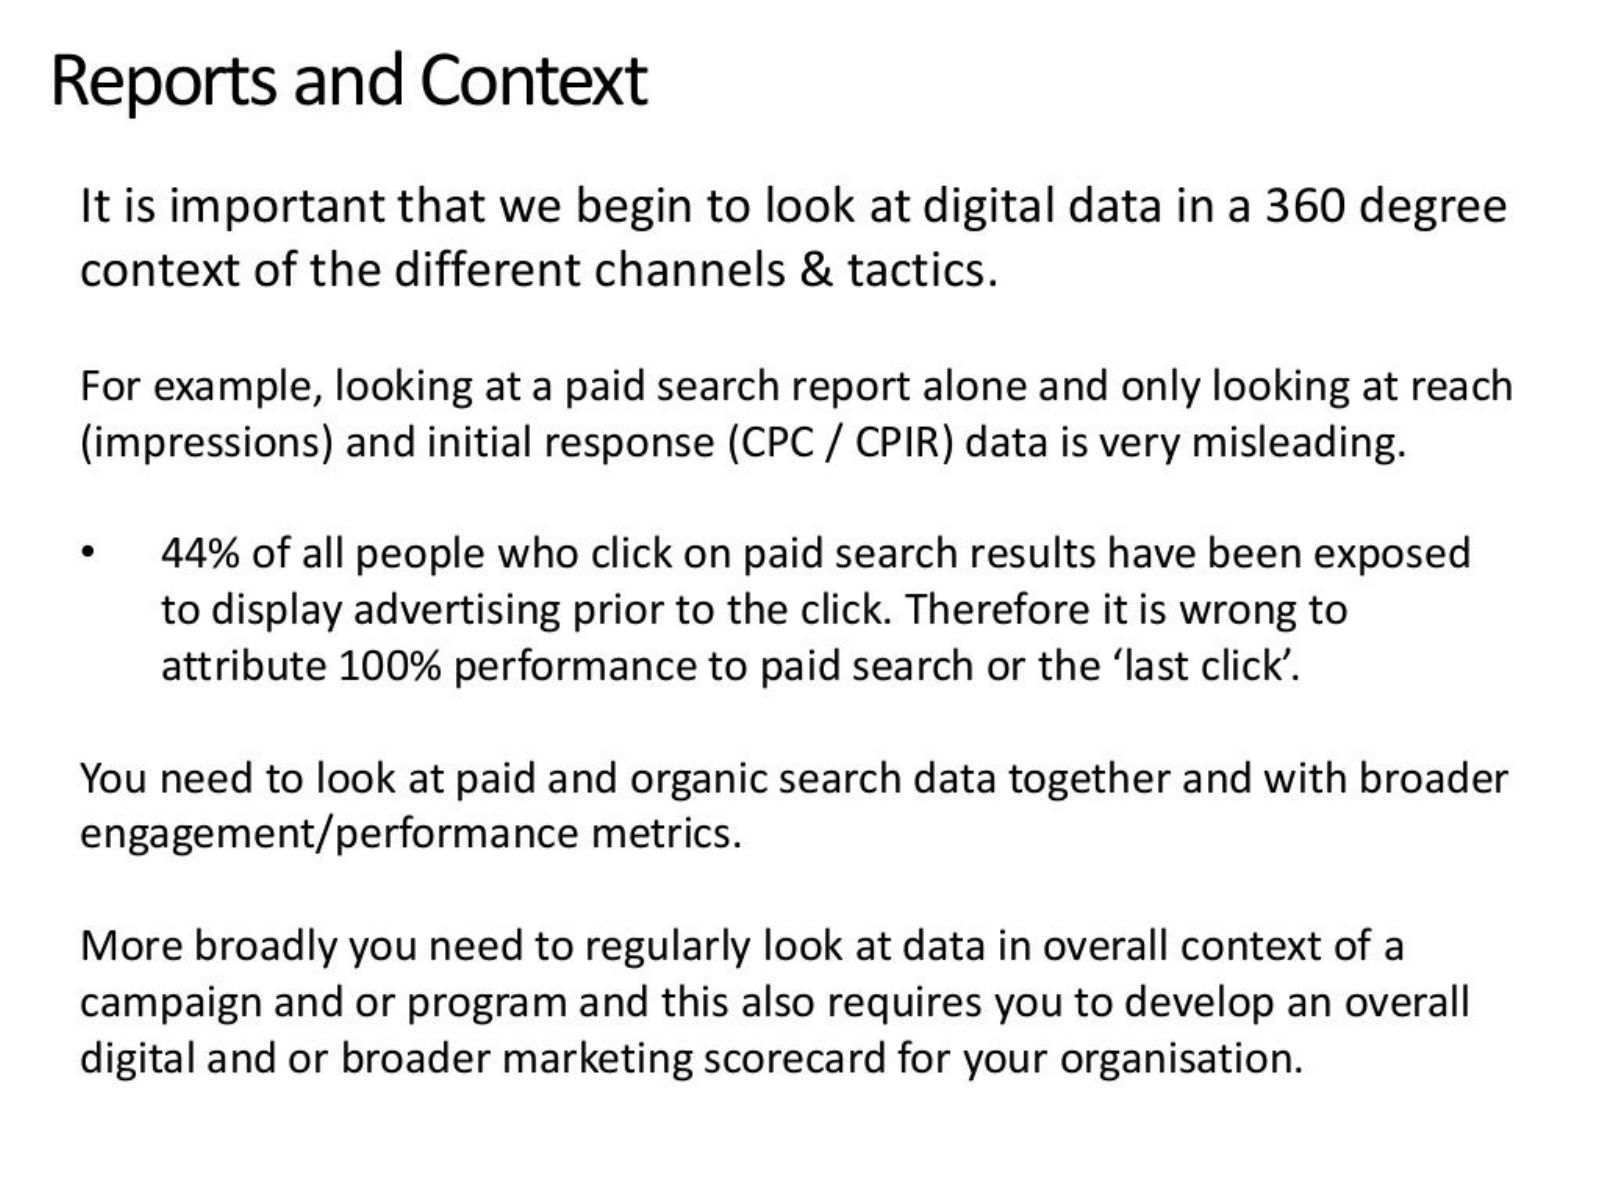 Reports and Context
It is important that we begin to look at digital data in a 360 degree
context of the different channels & tactics.
For example, looking at a paid search report alone and only looking at reach
(impressions) and initial response (CPC / CPIR) data is very misleading.
• 44% of all people who click on paid search results have been exposed
to display advertising prior to the click. Therefore it is wrong to
attribute 100% performance to paid search or the ‘last click’.
You need to look at paid and organic search data together and with broader
engagement/performance metrics.
More broadly you need to regularly look at data in overall context of a
campaign and or program and this also requires you to develop an overall
digital and or broader marketing scorecard for your organisation.